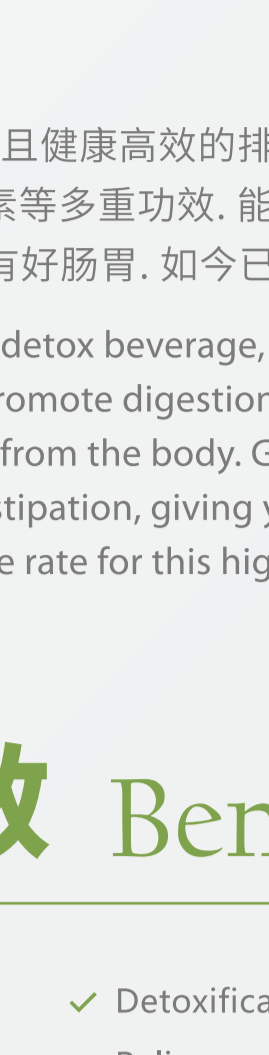 且健康高效的排
素等多重功效. 能
有好肠胃. 如今已
detox beverage,
romote digestion
from the body. G
stipation, giving y
e rate for this hig
效 Ben
✓ Detoxifica